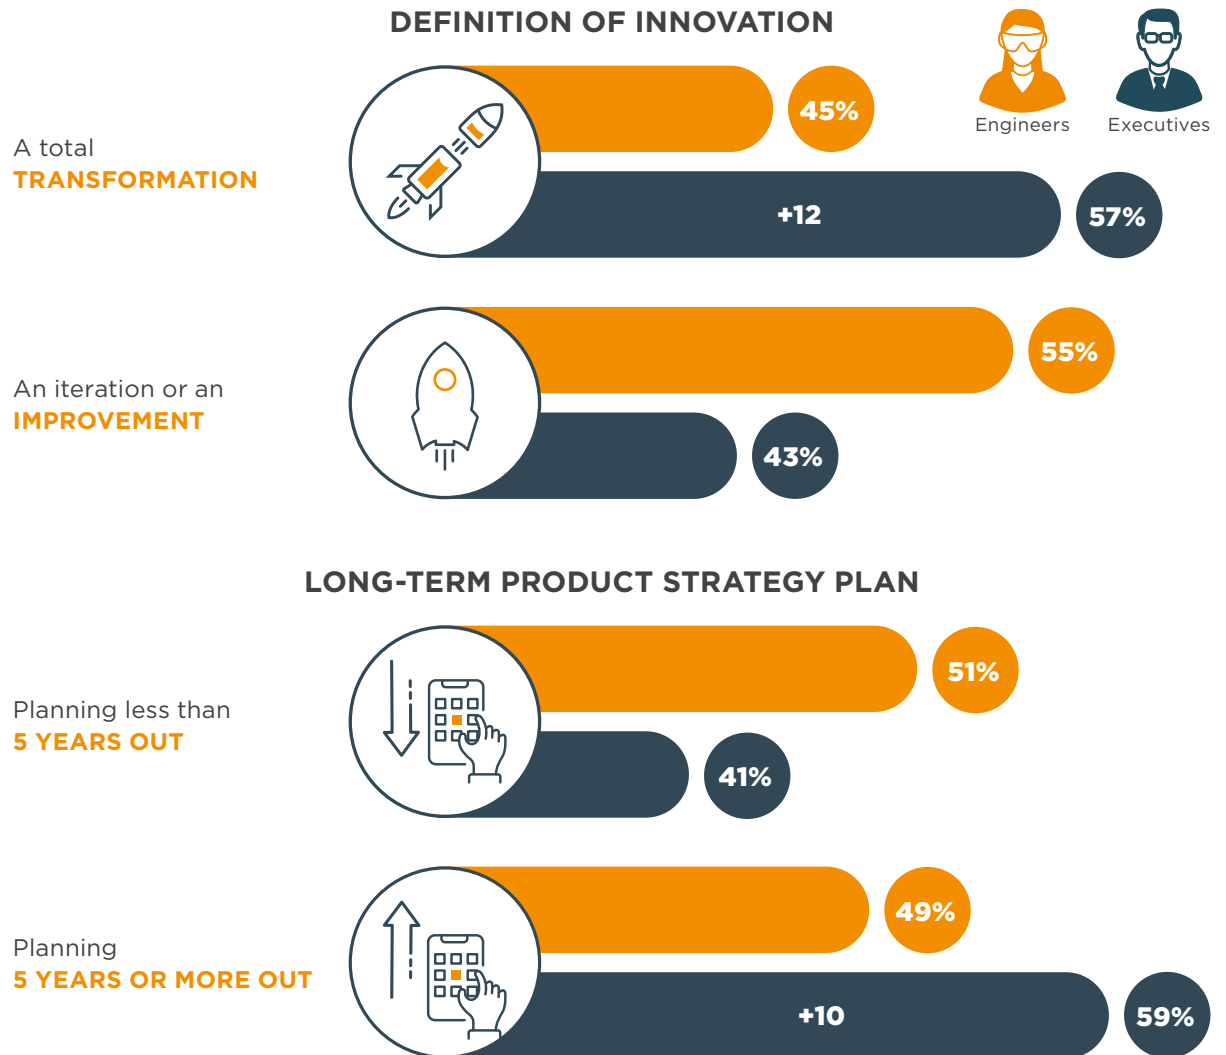 DEFINITION OF INNOVATION
Engineers
Executives
A total
TRANSFORMATION
45%
+12
57%
An iteration or an
IMPROVEMENT
55%
43%
LONG-TERM PRODUCT STRATEGY PLAN
Planning less than
5 YEARS OUT
51%
41%
Planning
5 YEARS OR MORE OUT
49%
+10
59%